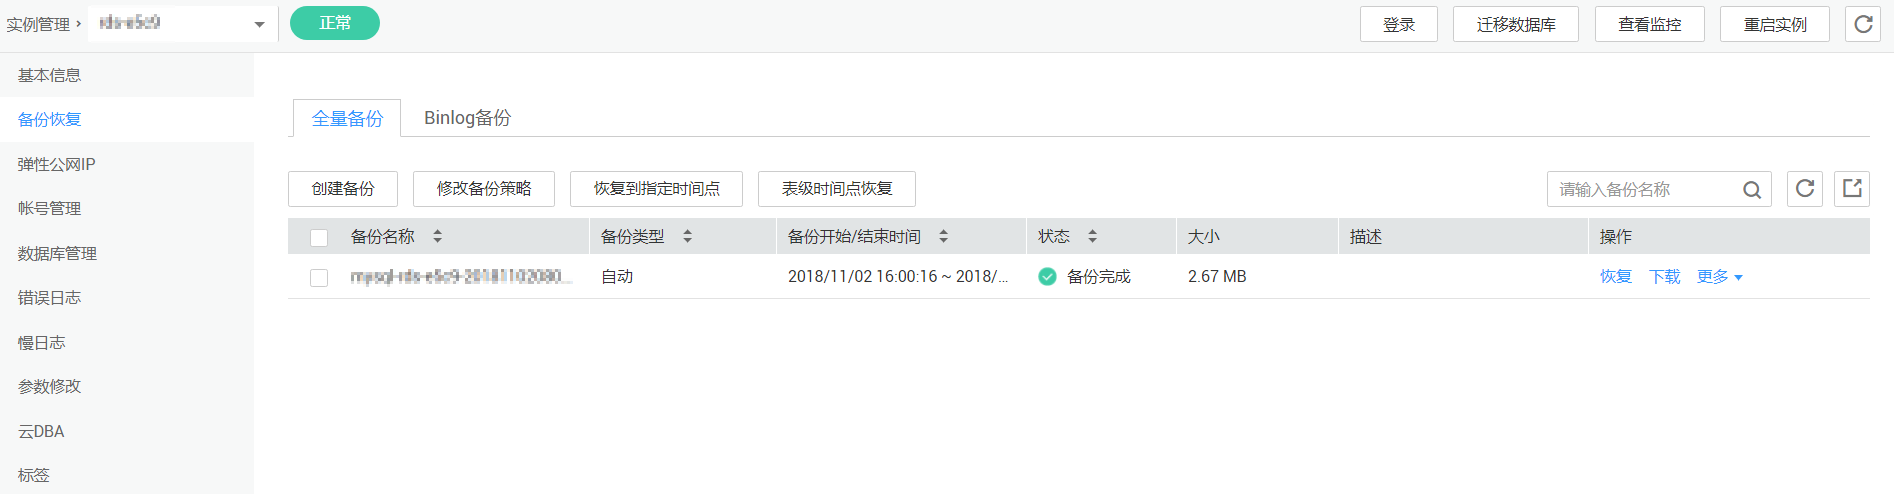 实例管理 ›
正常
登录 迁移数据库 查看监控 重启实例
基本信息
备份恢复
弹性公网IP
帐号管理
数据库管理
错误日志
慢日志
参数修改
云DBA
标签
全量备份 Binlog备份
创建备份 修改备份策略 恢复到指定时间点 表级时间点恢复 请输入备份名称
备份名称 备份类型 备份开始/结束时间 状态 大小 描述 操作
自动 2018/11/02 16:00:16 ~ 2018/... 备份完成 2.67 MB 恢复 下载 更多